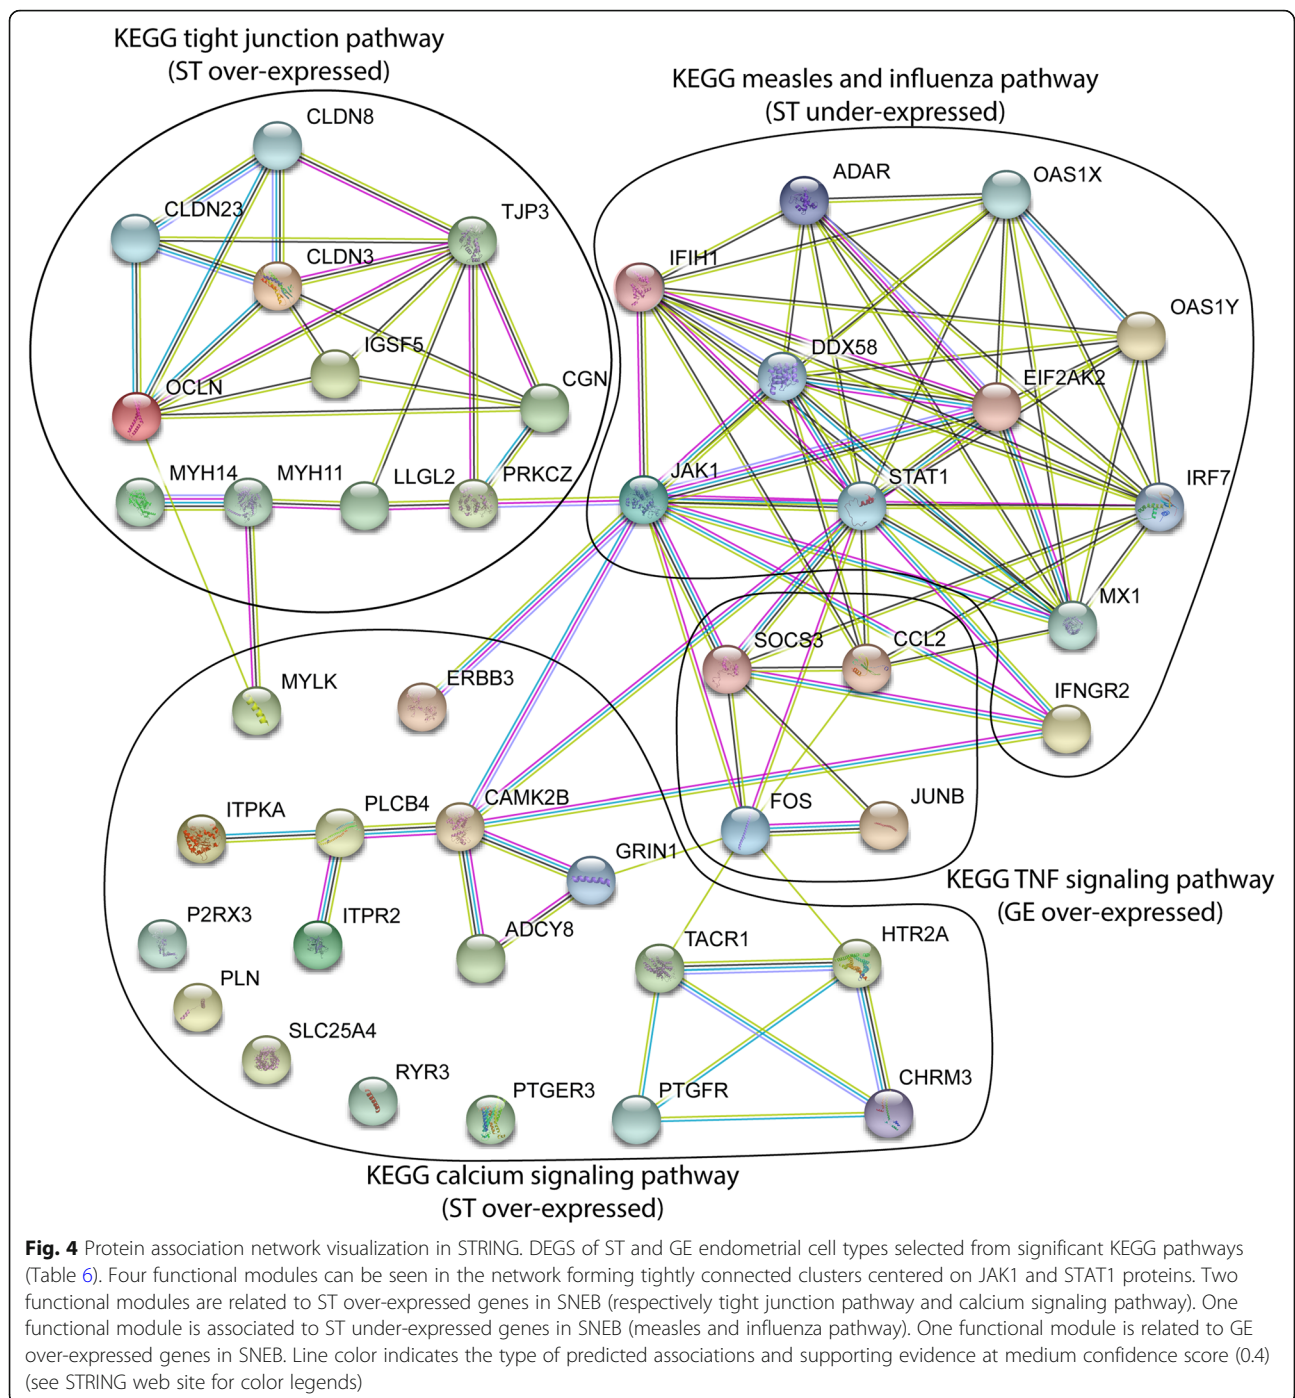 KEGG tight junction pathway
(ST over-expressed)
KEGG measles and influenza pathway
(ST under-expressed)
CLDN8
ADAR
OAS1X
CLDN23
TJP3
CLDN3
IFIH1
OAS1Y
IGSF5
DDX58
EIF2AK2
OCLN
CGN
MYH14
MYH11
LLGL2
PRKCZ
JAK1
STAT1
IRF7
MX1
SOCS3
CCL2
MYLK
ERBB3
IFNGR2
ITPKA
PLCB4
CAMK2B
FOS
JUNB
GRIN1
KEGG TNF signaling pathway
(GE over-expressed)
P2RX3
ITPR2
ADCY8
TACR1
HTR2A
PLN
SLC25A4
RYR3
PTGER3
PTGFR
CHRM3
KEGG calcium signaling pathway
(ST over-expressed)
Fig. 4 Protein association network visualization in STRING. DEGS of ST and GE endometrial cell types selected from significant KEGG pathways
(Table 6). Four functional modules can be seen in the network forming tightly connected clusters centered on JAK1 and STAT1 proteins. Two
functional modules are related to ST over-expressed genes in SNEB (respectively tight junction pathway and calcium signaling pathway). One
functional module is associated to ST under-expressed genes in SNEB (measles and influenza pathway). One functional module is related to GE
over-expressed genes in SNEB. Line color indicates the type of predicted associations and supporting evidence at medium confidence score (0.4)
(see STRING web site for color legends)